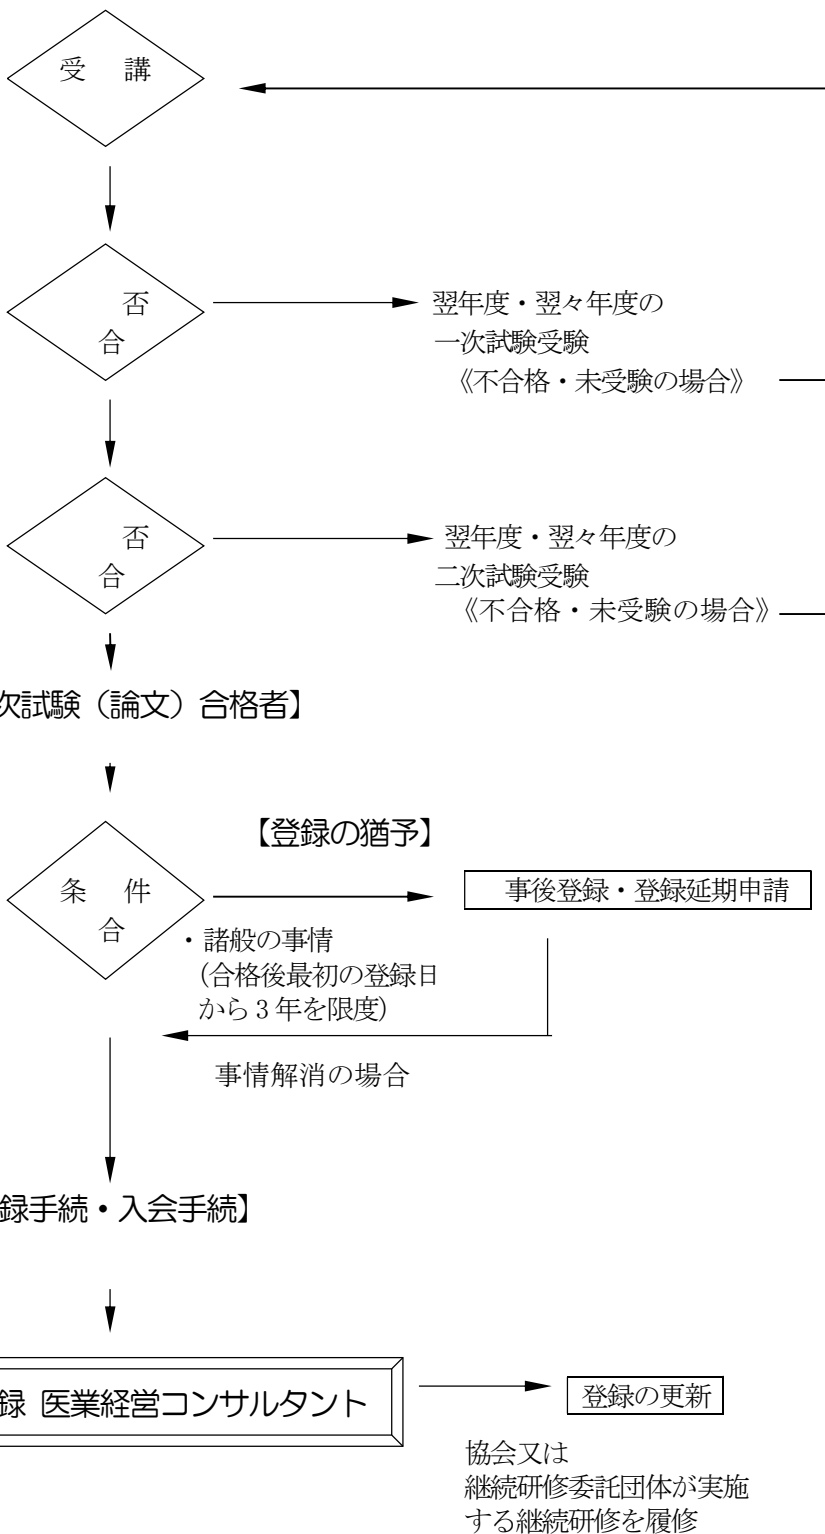 受 講
否
合
翌年度・翌々年度の
一次試験受験
《不合格・未受験の場合》
否
合
翌年度・翌々年度の
二次試験受験
《不合格・未受験の場合》
次試験（論文）合格者】
【登録の猶予】
条 件
合
事後登録・登録延期申請
・諸般の事情
(合格後最初の登録日
から３年を限度)
事情解消の場合
録手続・入会手続】
録 医業経営コンサルタント
登録の更新
協会又は
継続研修委託団体が実施
する継続研修を履修